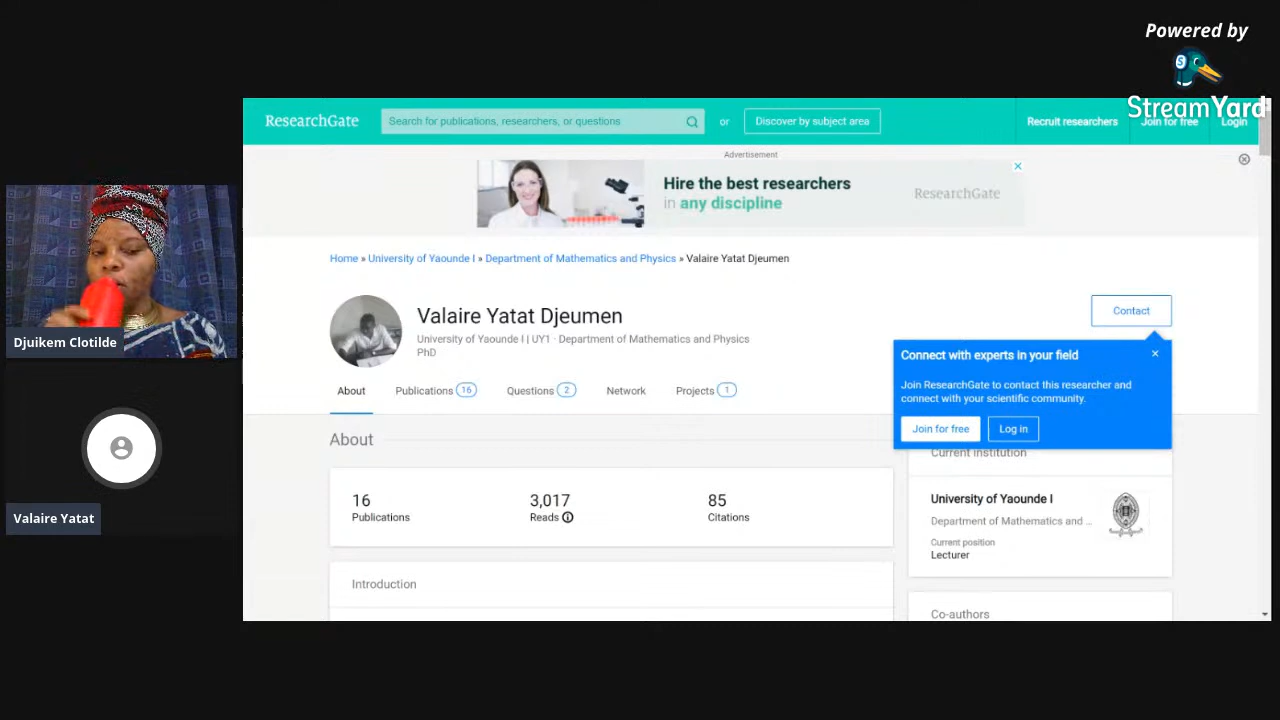 Powered by
StreamYard
ResearchGate
Search for publications, researchers, or questions
or
Discover by subject area
Recruit researchers
Join for free
Login
Advertisement
Hire the best researchers
in any discipline
ResearchGate
Home » University of Yaounde I » Department of Mathematics and Physics » Valaire Yatat Djeumen
Valaire Yatat Djeumen
University of Yaounde I | UY1 · Department of Mathematics and Physics
PhD
Contact
Connect with experts in your field
Join ResearchGate to contact this researcher and
connect with your scientific community.
Join for free
Log in
About
Publications 16
Questions 2
Network
Projects 1
About
16
Publications
3,017
Reads
85
Citations
Introduction
Current institution
University of Yaounde I
Department of Mathematics and ...
Current position
Lecturer
Co-authors
Djuikem Clotilde
Valaire Yatat